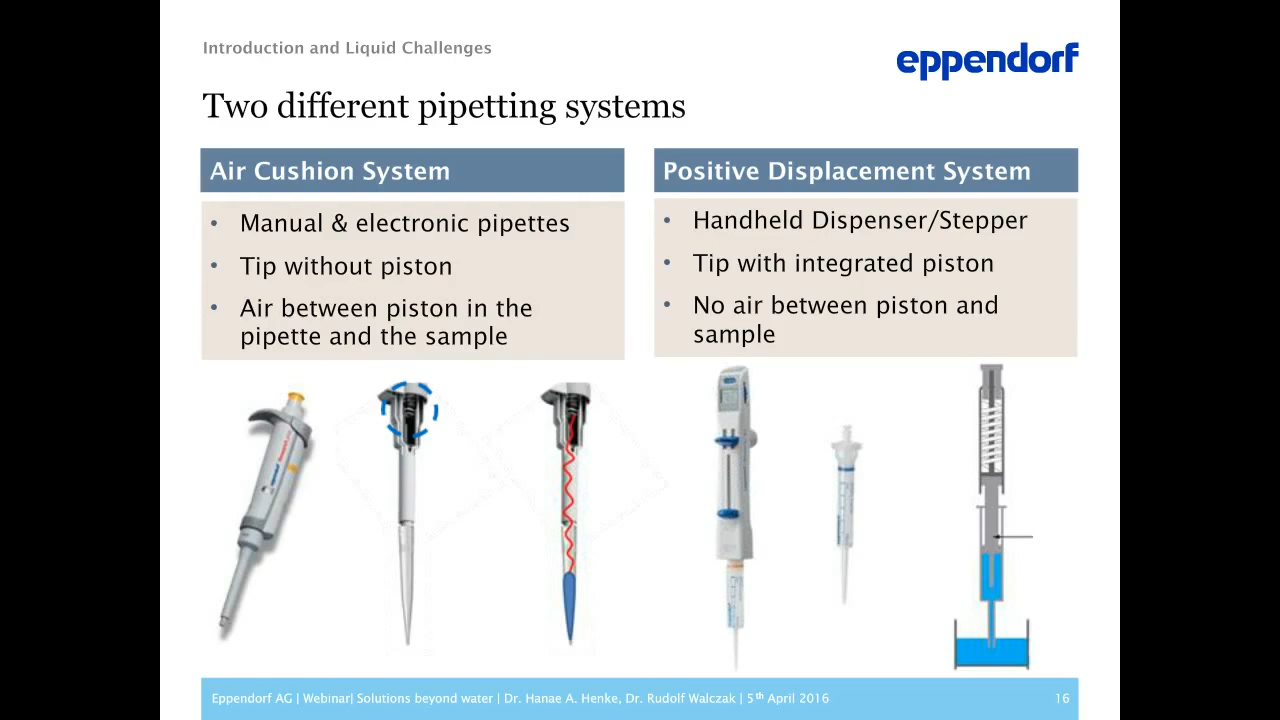 Introduction and Liquid Challenges
eppendorf
Two different pipetting systems
Air Cushion System
• Manual & electronic pipettes
• Tip without piston
• Air between piston in the
pipette and the sample
Positive Displacement System
• Handheld Dispenser/Stepper
• Tip with integrated piston
• No air between piston and
sample
Eppendorf AG | Webinar| Solutions beyond water | Dr. Hanae A. Henke, Dr. Rudolf Walczak | 5th April 2016
16